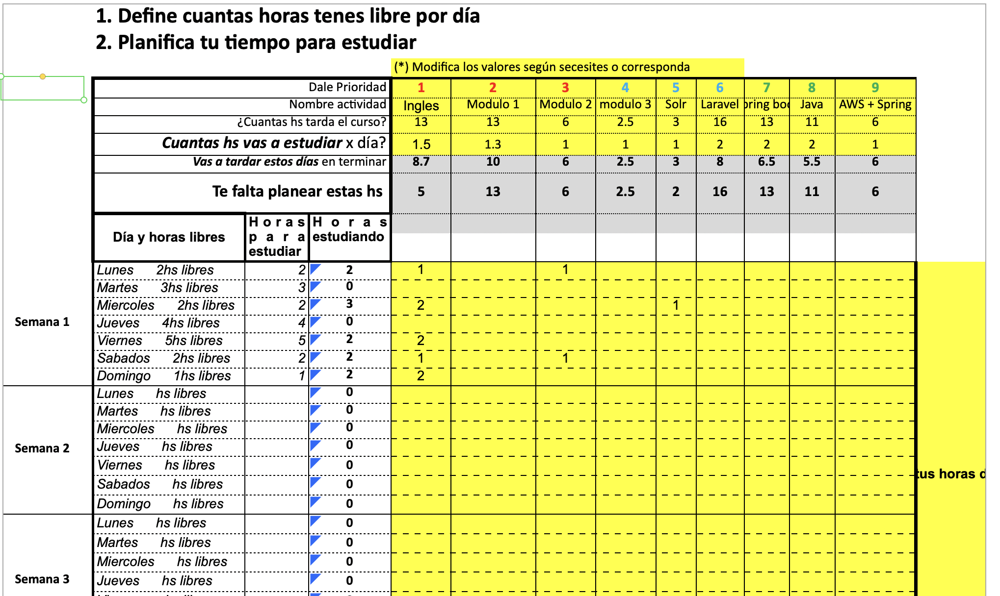 1. Define cuantas horas tenes libre por día
2. Planifica tu tiempo para estudiar
(*) Modifica los valores según secesites o corresponda
Dale Prioridad 1 2 3 4 5 6 7 8 9
Nombre actividad Ingles Modulo 1 Modulo 2 modulo 3 Solr Laravel Java AWS + Spring
¿Cuantas hs tarda el curso? 13 13 6 2.5 3 16 13 11 6
Cuantas hs vas a estudiar x día? 1.5 1.3 1 1 1 2 2 2 1
Vas a tardar estos días en terminar 8.7 10 6 2.5 3 8 6.5 5.5 6
Te falta planear estas hs 5 13 6 2.5 2 16 13 11 6
Día y horas libres
Horas
para
estudiar
Horas
estudiando
Semana 1
Lunes 2hs libres 2 2 1 1
Martes 3hs libres 3 0
Miercoles 2hs libres 2 3 2 1
Jueves 4hs libres 4 0
Viernes 5hs libres 5 2 2
Sabados 2hs libres 2 2 1 1
Domingo 1hs libres 1 2 2
Semana 2
Lunes hs libres 0
Martes hs libres 0
Miercoles hs libres 0
Jueves hs libres 0
Viernes hs libres 0
Sabados hs libres 0
Domingo hs libres 0
tus horas d
Semana 3
Lunes hs libres 0
Martes hs libres 0
Miercoles hs libres 0
Jueves hs libres 0